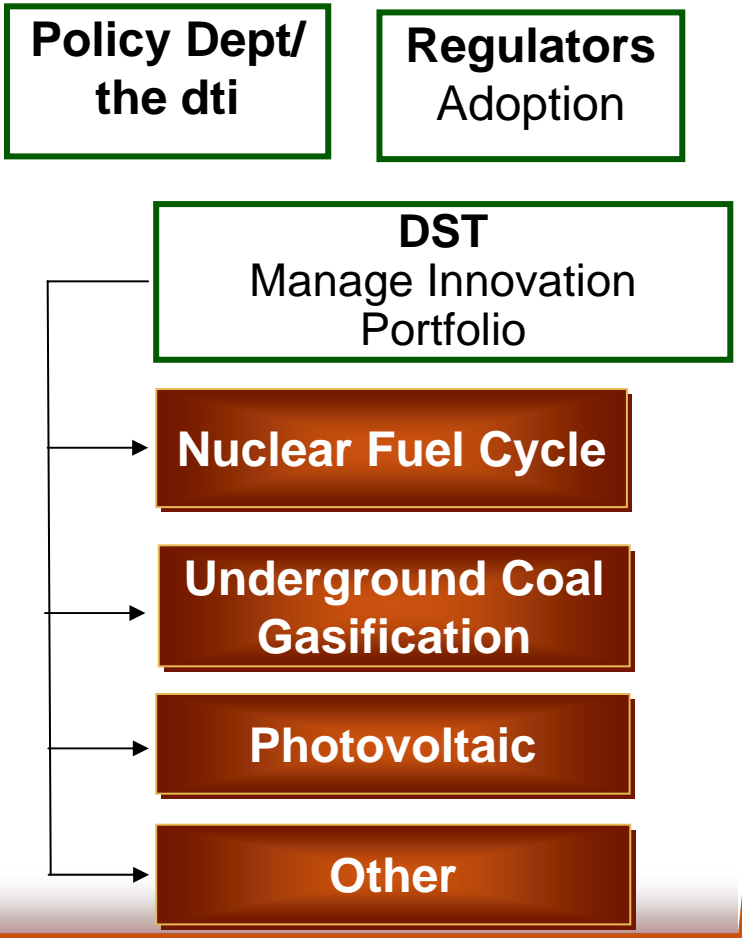 Policy Dept/
the dti
Regulators
Adoption
DST
Manage Innovation
Portfolio
Nuclear Fuel Cycle
Underground Coal
Gasification
Photovoltaic
Other